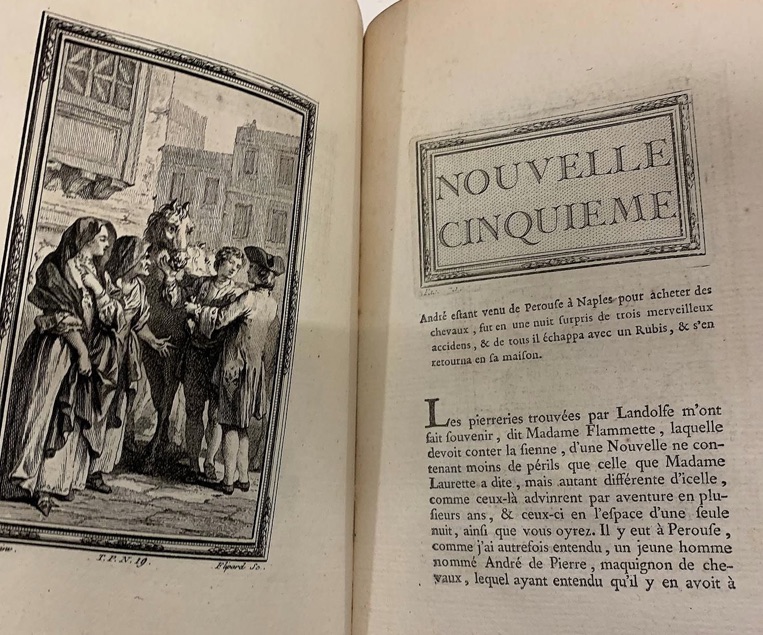 T. P. N. 19.
Flipard Sc.
NOUVELLE
CINQUIEME
André eſtant venu de Perouſe à Naples pour acheter des
chevaux, fut en une nuit ſurpris de trois merveilleux
accidens, & de tous il échappa avec un Rubis, & s'en
retourna en ſa maiſon.
Les pierreries trouvées par Landolfe m'ont
fait ſouvenir, dit Madame Flammette, laquelle
devoit conter la ſienne, d'une Nouvelle ne con-
tenant moins de périls que celle que Madame
Laurette a dite, mais autant différente d'icelle,
comme ceux-là advinrent par aventure en plu-
ſieurs ans, & ceux-ci en l'eſpace d'une ſeule
nuit, ainſi que vous oyrez. Il y eut à Perouſe,
comme j'ai autrefois entendu, un jeune homme
nommé André de Pierre, maquignon de che-
vaux, lequel ayant entendu qu'il y en avoit à